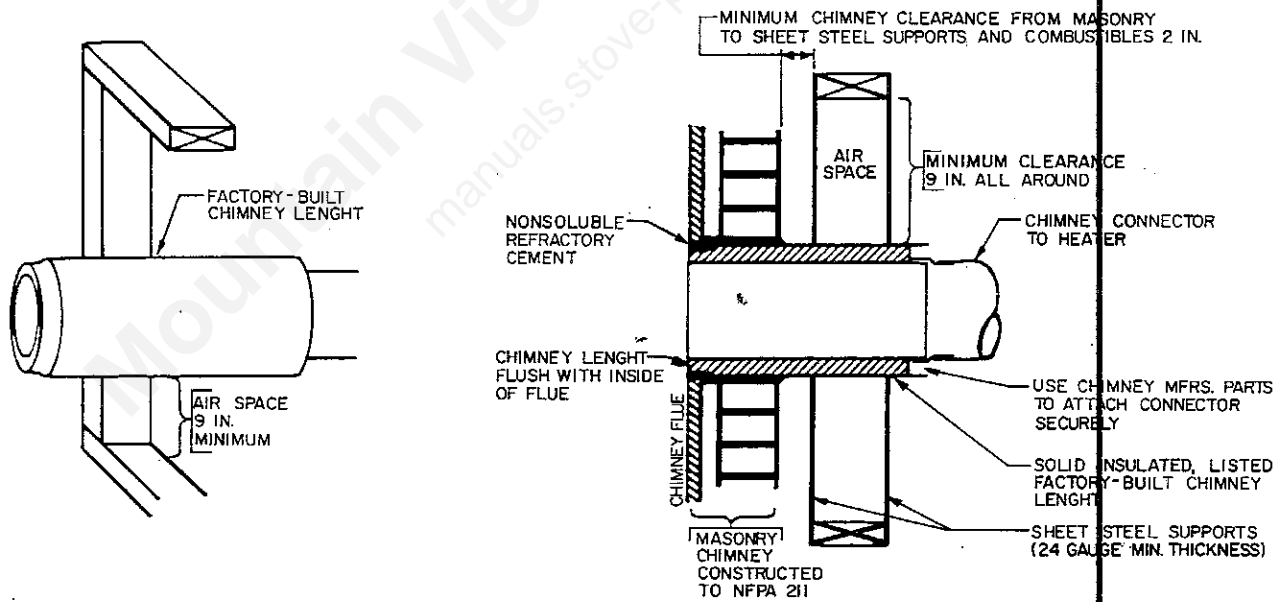 FACTORY-BUILT
CHIMNEY LENGHT
AIR SPACE
9 IN.
MINIMUM
MINIMUM CHIMNEY CLEARANCE FROM MASONRY
TO SHEET STEEL SUPPORTS AND COMBUSTIBLES 2 IN.
AIR
SPACE
MINIMUM CLEARANCE
9 IN. ALL AROUND
NONSOLUBLE
REFRACTORY
CEMENT
CHIMNEY CONNECTOR
TO HEATER
CHIMNEY LENGHT
FLUSH WITH INSIDE
OF FLUE
CHIMNEY FLUE
USE CHIMNEY MFRS. PARTS
TO ATTACH CONNECTOR
SECURELY
SOLID INSULATED, LISTED
FACTORY-BUILT CHIMNEY
LENGHT
SHEET STEEL SUPPORTS
(24 GAUGE MIN. THICKNESS)
MASONRY
CHIMNEY
CONSTRUCTED
TO NFPA 211
Mountain
manuals.stove-